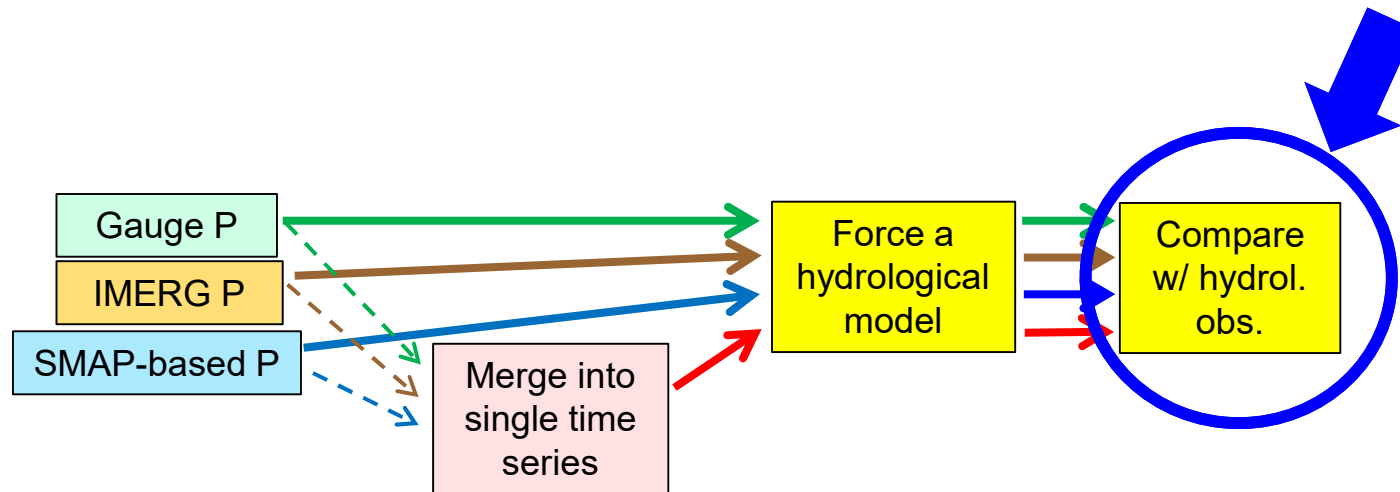 Gauge P
IMERG P
SMAP-based P
Merge into
single time
series
Force a
hydrological
model
Compare
w/ hydrol.
obs.